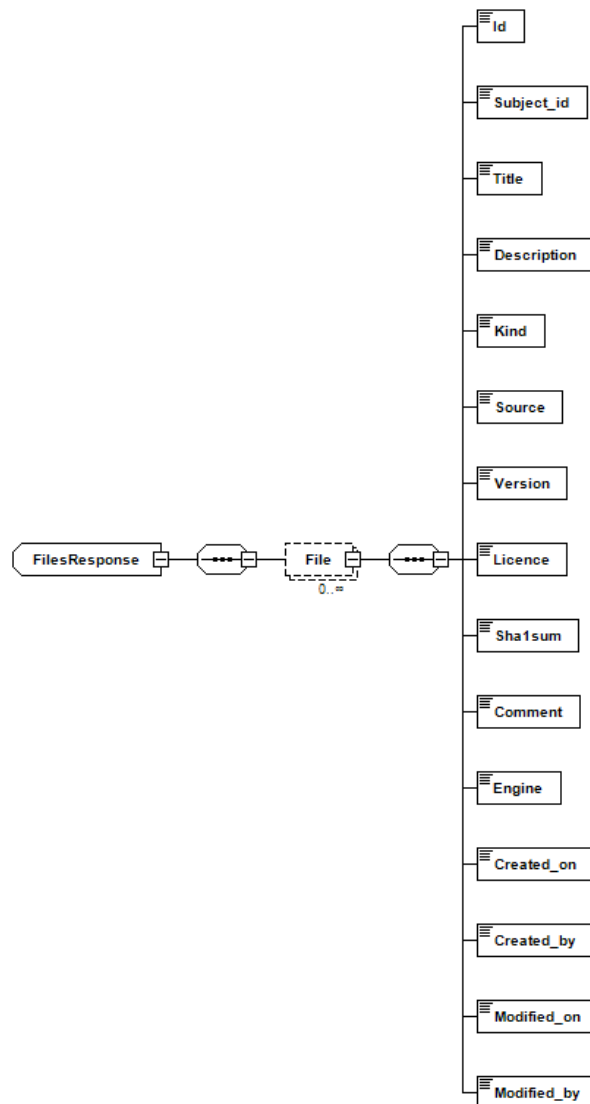 Id
Subject_id
Title
Description
Kind
Source
Version
FilesResponse
File
0..∞
Licence
Sha1sum
Comment
Engine
Created_on
Created_by
Modified_on
Modified_by